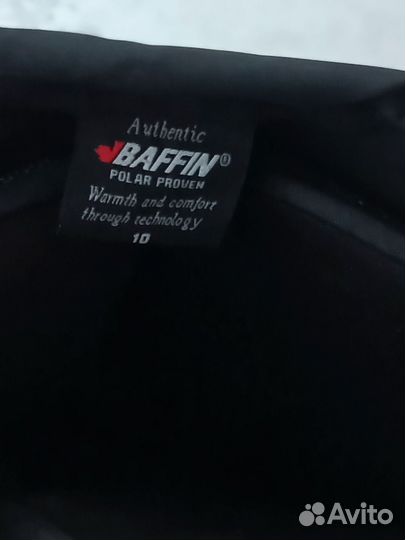 Authentic
BAFFIN®
POLAR PROVEN
Warmth and comfort
through technology
10
Avito